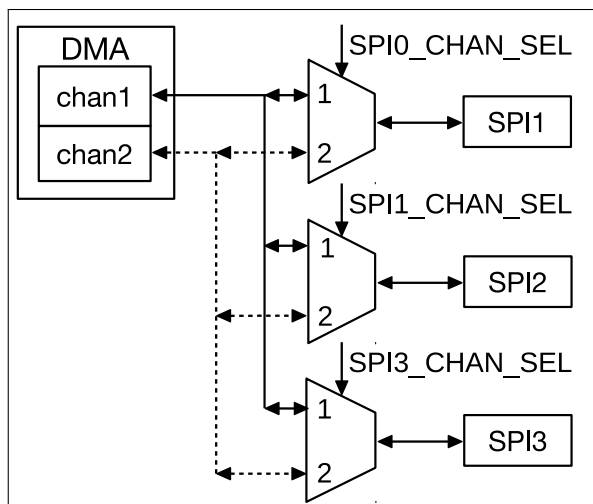 DMA
chan1
chan2
SPI0_CHAN_SEL
1
2
SPI1
SPI1_CHAN_SEL
1
2
SPI2
SPI3_CHAN_SEL
1
2
SPI3